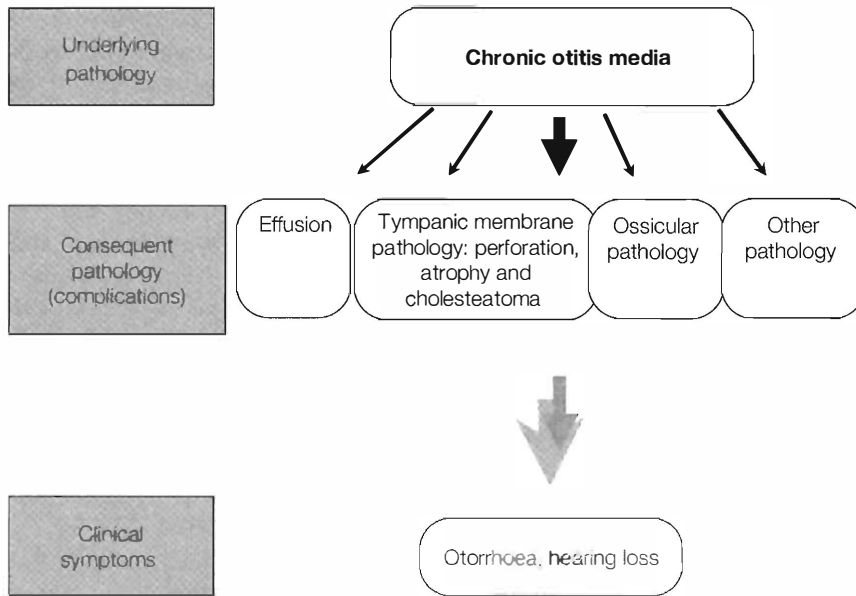 Underlying
pathology
Chronic otitis media
Consequent
pathology
(complications)
Effusion
Tympanic membrane
pathology: perforation,
atrophy and
cholesteatoma
Ossicular
pathology
Other
pathology
Clinical
symptoms
Otorrhoea, hearing loss